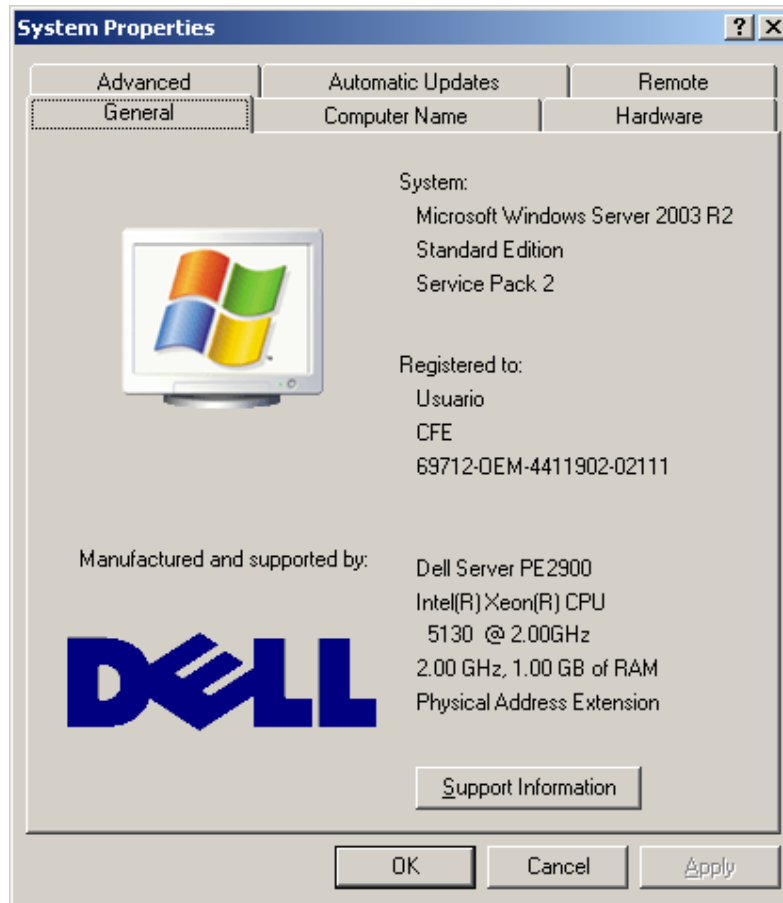 System Properties
Advanced
Automatic Updates
Remote
General
Computer Name
Hardware
System:
Microsoft Windows Server 2003 R2
Standard Edition
Service Pack 2
Registered to:
Usuario
CFE
69712-OEM-4411902-02111
Manufactured and supported by:
DELL
Dell Server PE2900
Intel(R) Xeon(R) CPU
5130 @ 2.00GHz
2.00 GHz, 1.00 GB of RAM
Physical Address Extension
Support Information
OK
Cancel
Apply